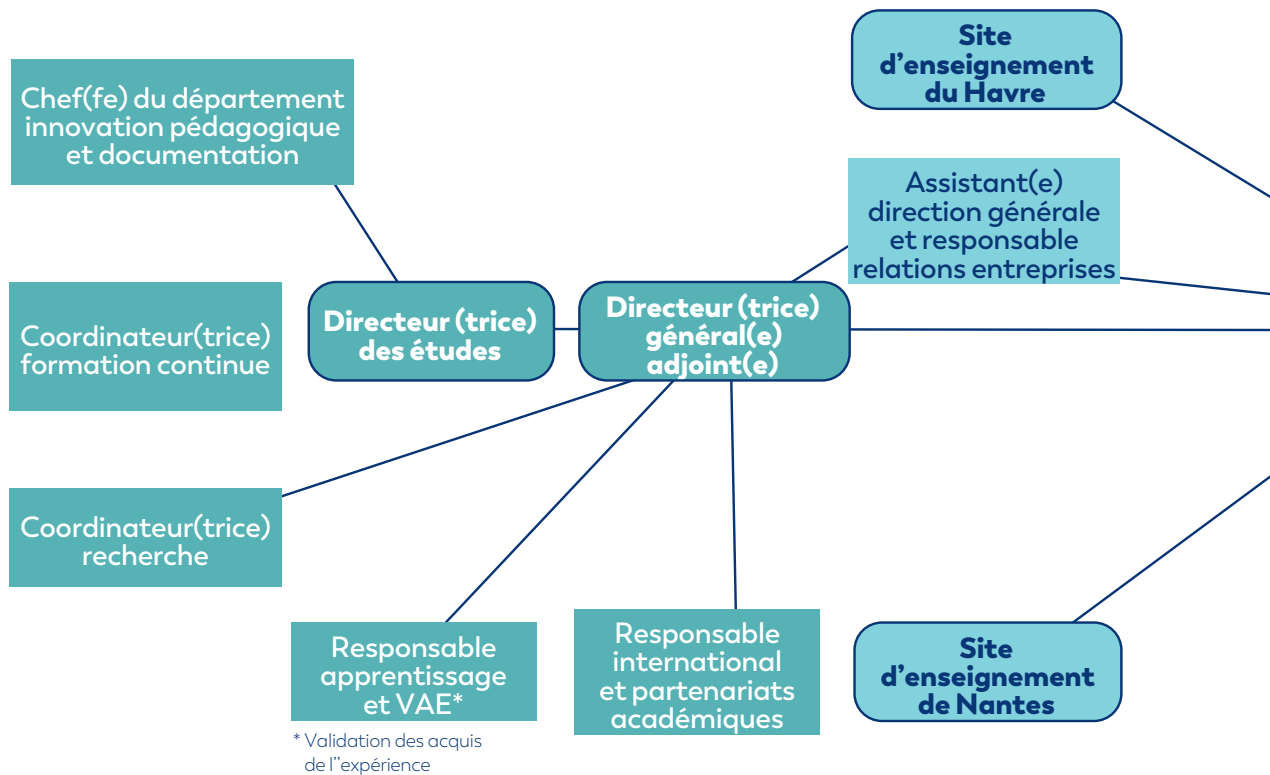 Site
d'enseignement
du Havre
Chef(fe) du département
innovation pédagogique
et documentation
Assistant(e)
direction générale
et responsable
relations entreprises
Coordinateur(trice)
formation continue
Directeur (trice)
des études
Directeur (trice)
général(e)
adjoint(e)
Coordinateur(trice)
recherche
Responsable
apprentissage
et VAE*
Responsable
international
et partenariats
académiques
Site
d'enseignement
de Nantes
* Validation des acquis
de l''expérience